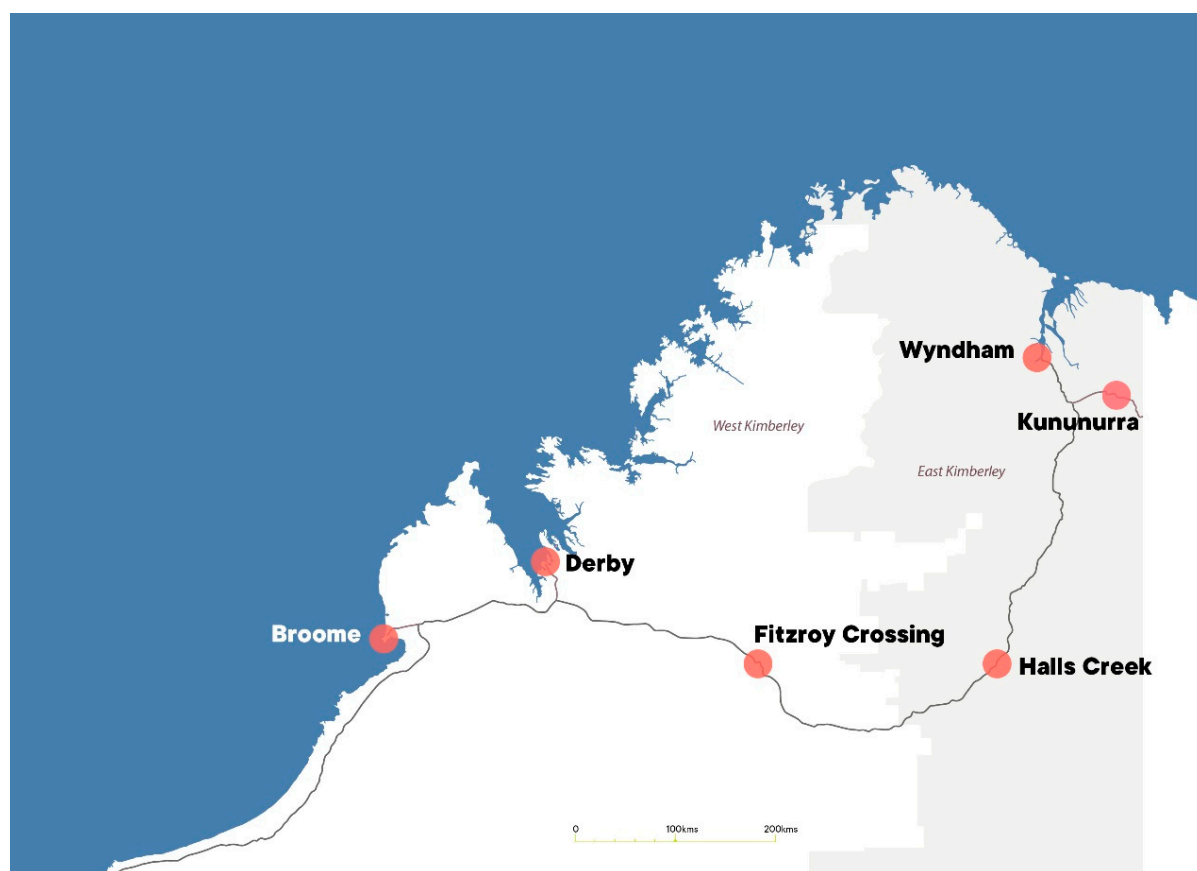 Wyndham
Kununurra
West Kimberley
East Kimberley
Derby
Broome
Fitzroy Crossing
Halls Creek
0 100kms 200kms